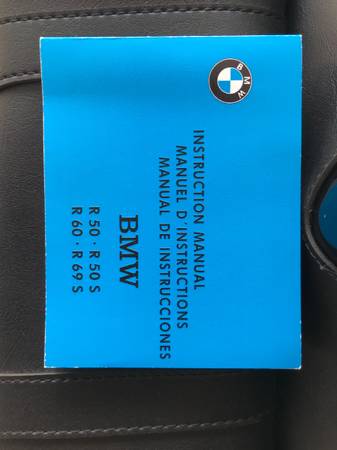 BMW
INSTRUCTION MANUAL
MANUEL D'INSTRUCTIONS
MANUAL DE INSTRUCCIONES
BMW
R 50 · R 50 S
R 60 · R 69 S